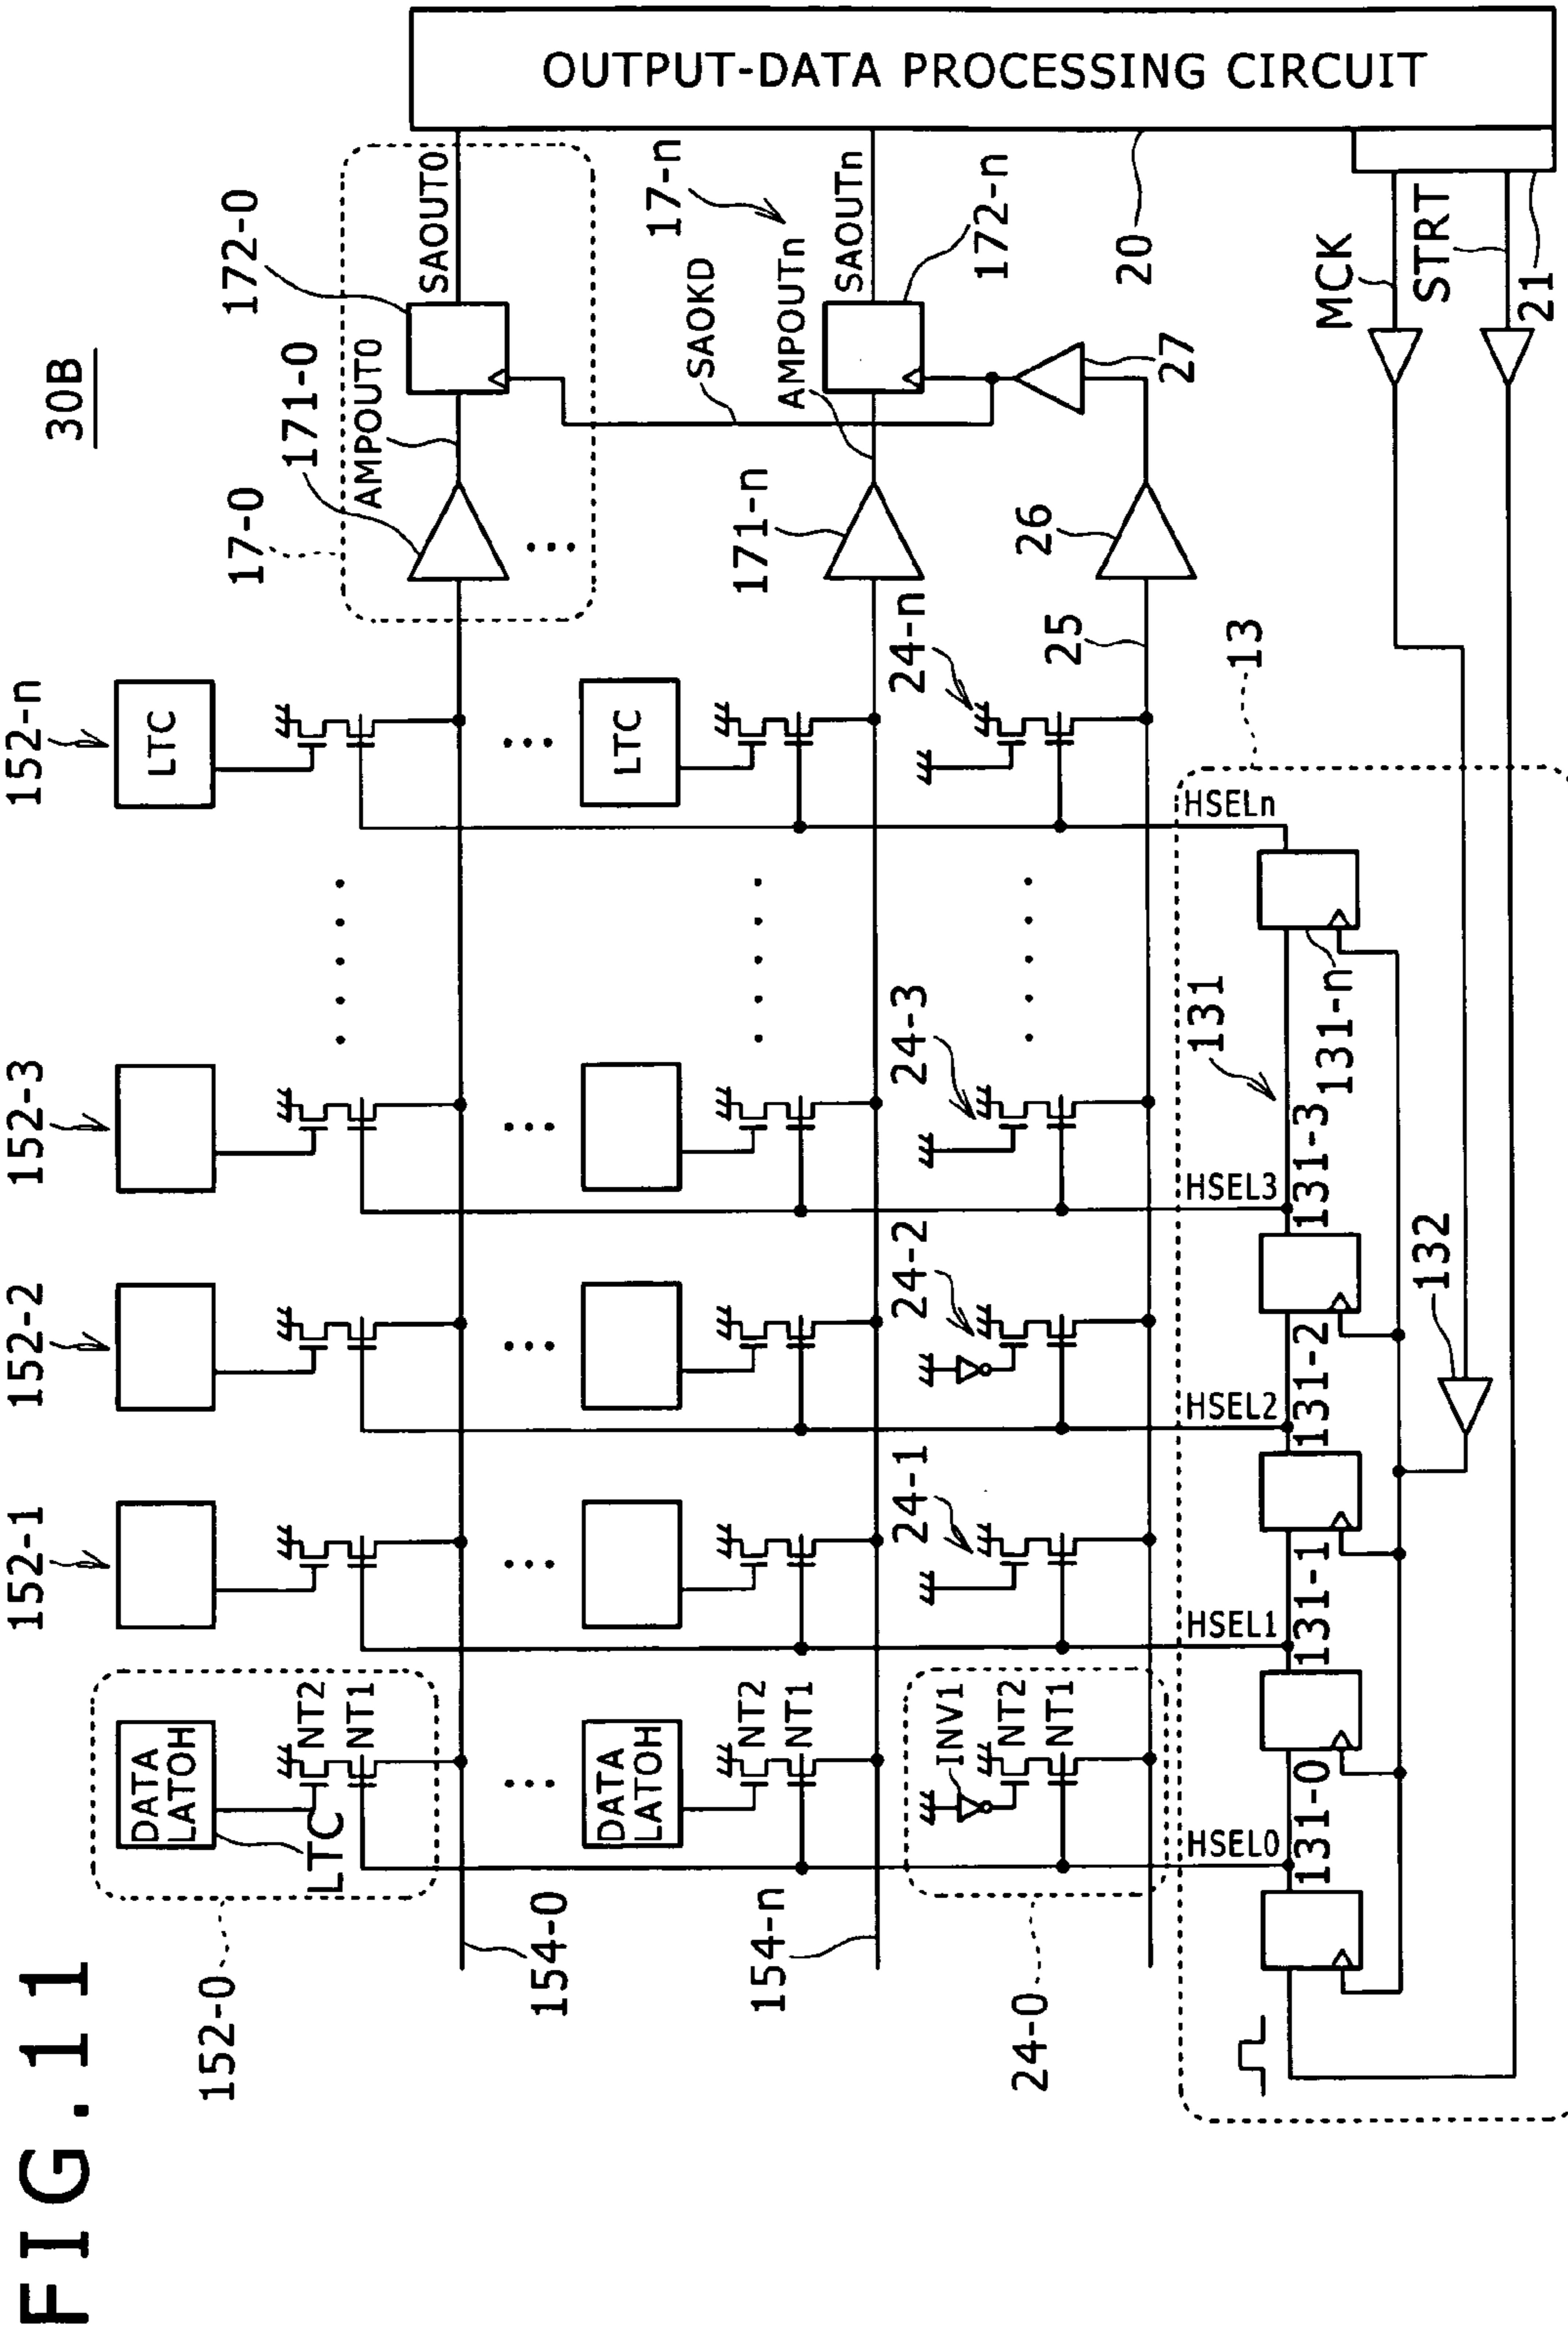 FIG. 11
30B
152-0
152-1
152-2
152-3
152-n
DATA
LATOH
LTC
NT2
NT1
LTC
17-0
171-0
AMPOUT0
172-0
SAOUT0
OUTPUT-DATA PROCESSING CIRCUIT
154-0
DATA
LATOH
NT2
NT1
LTC
171-n
SAOKD
AMPOUTn
17-n
SAOUTn
172-n
154-n
24-0
INV1
NT2
NT1
24-1
24-2
24-3
24-n
25
26
27
20
HSEL0
HSEL1
HSEL2
HSEL3
HSELn
13
131-0
131-1
131-2
131-3
131
131-n
132
MCK
STRT
21